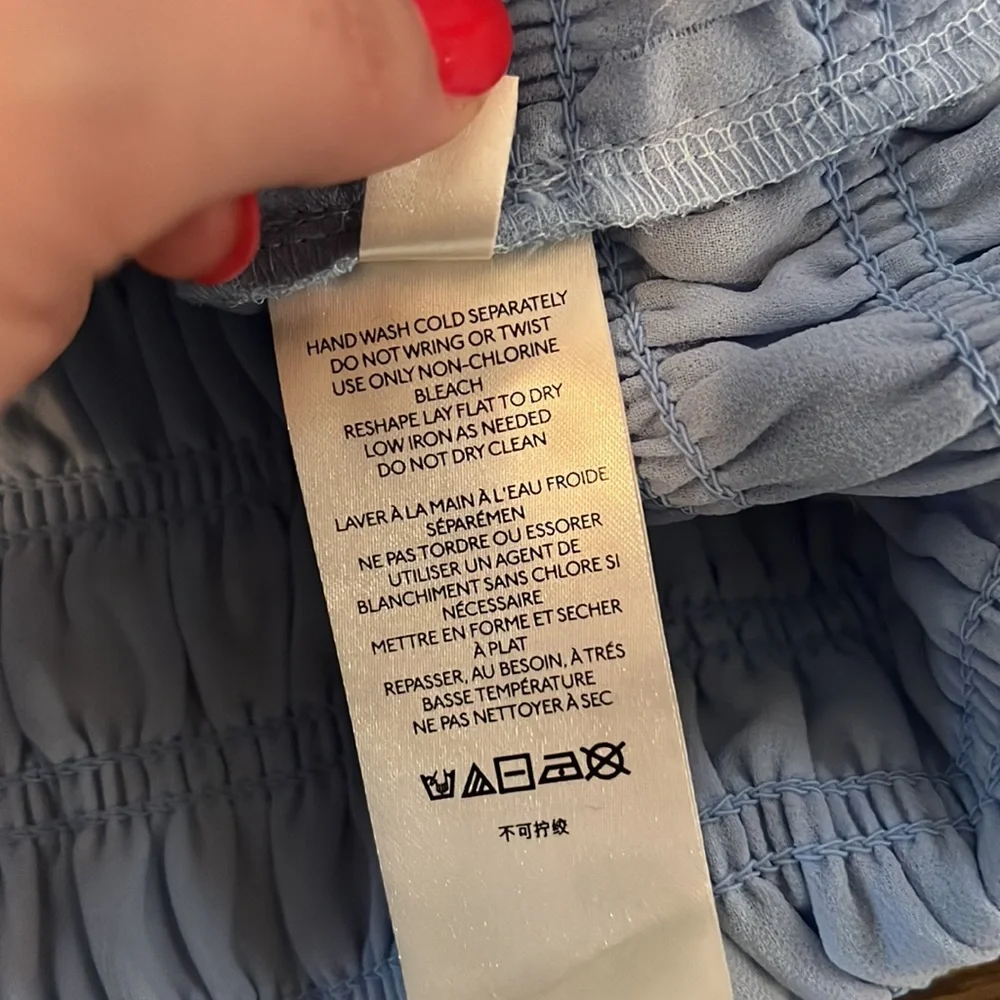 HAND WASH COLD SEPARATELY
DO NOT WRING OR TWIST
USE ONLY NON-CHLORINE
BLEACH
RESHAPE LAY FLAT TO DRY
LOW IRON AS NEEDED
DO NOT DRY CLEAN
LAVER À LA MAIN À L'EAU FROIDE
SÉPARÉMEN
NE PAS TORDRE OU ESSORER
UTILISER UN AGENT DE
BLANCHIMENT SANS CHLORE SI
NÉCESSAIRE
METTRE EN FORME ET SECHER
À PLAT
REPASSER, AU BESOIN, À TRÉS
BASSE TEMPÉRATURE
NE PAS NETTOYER À SEC
不可拧绞